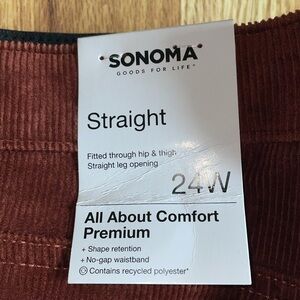 SONOMA
GOODS FOR LIFE
Straight
Fitted through hip & thigh
Straight leg opening
24W
All About Comfort
Premium
+ Shape retention
+ No-gap waistband
Contains recycled polyester*